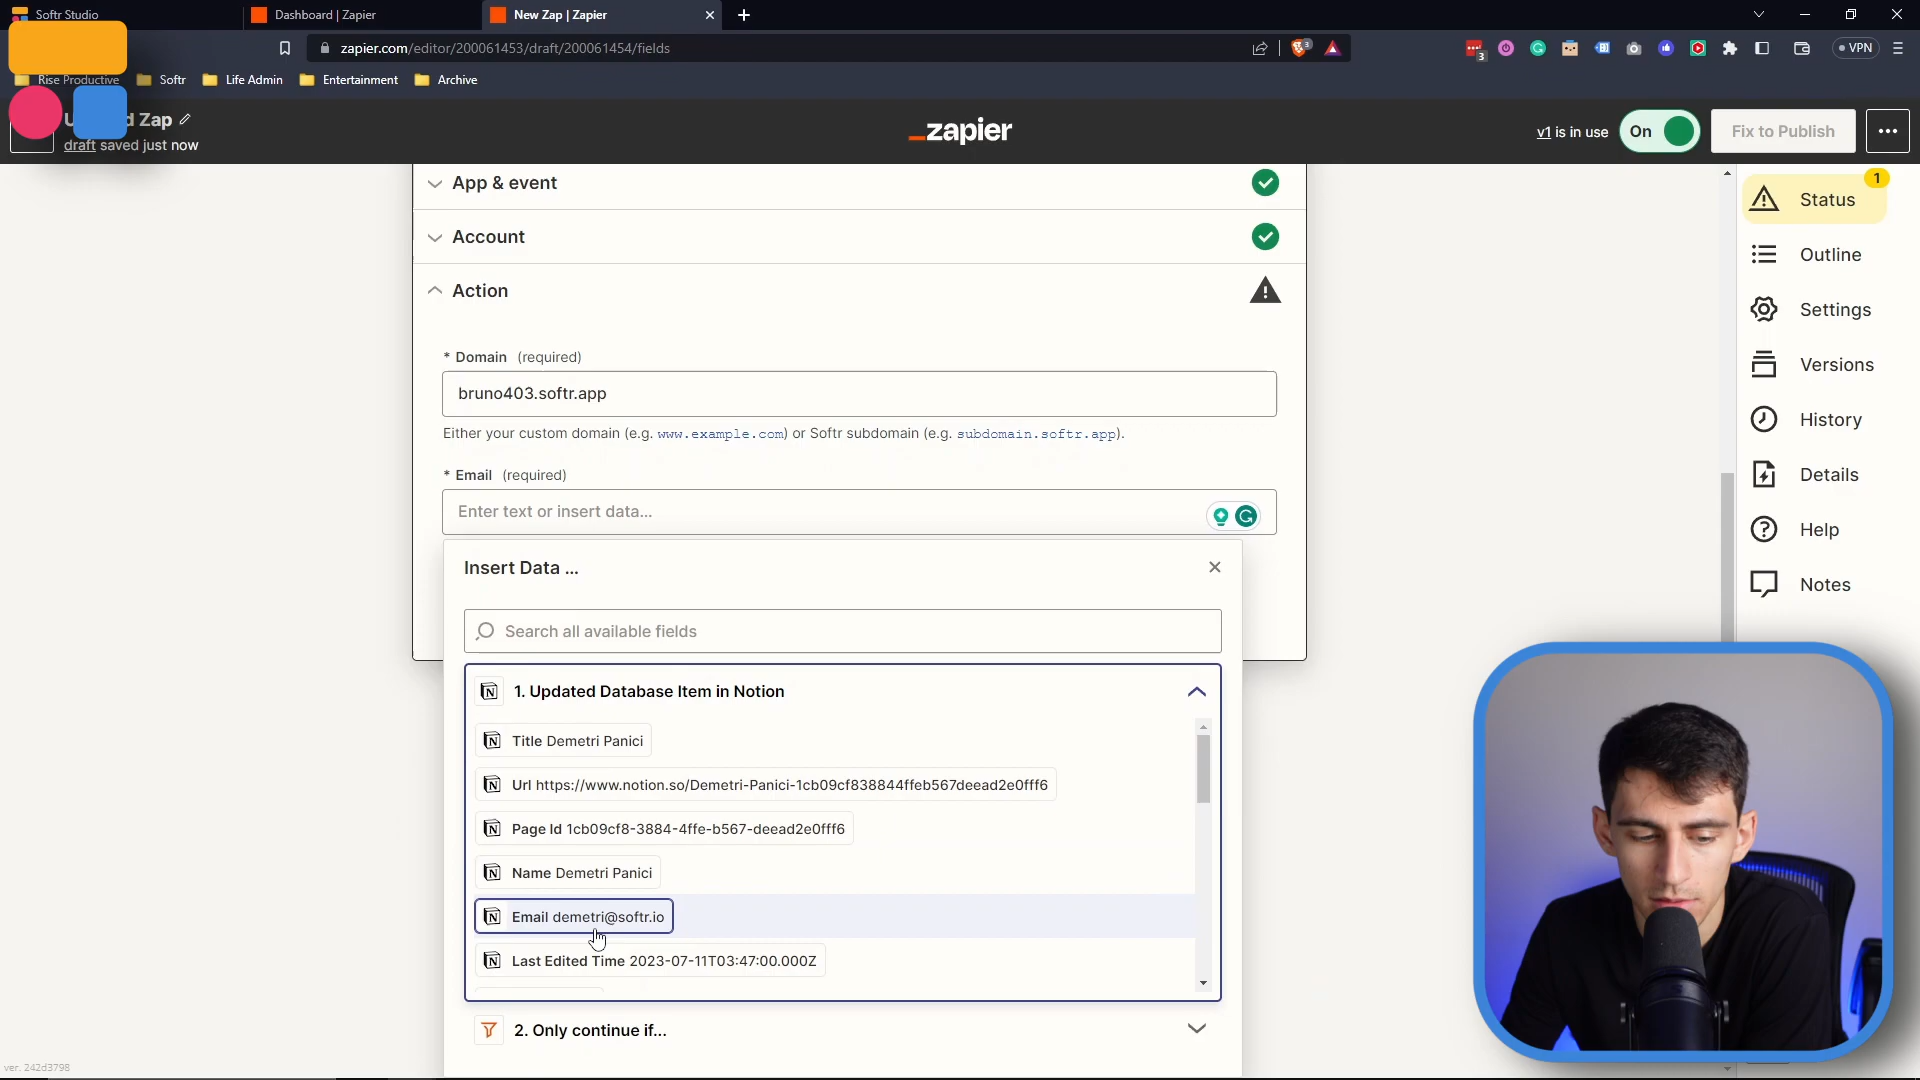 Softr Studio
Dashboard | Zapier
New Zap | Zapier
zapier.com/editor/200061453/draft/200061454/fields
3
3
VPN
Rise Productive
Softr
Life Admin
Entertainment
Archive
d Zap
draft saved just now
_zapier
v1 is in use
On
Fix to Publish
App & event
Account
Action
* Domain (required)
bruno403.softr.app
Either your custom domain (e.g. www.example.com) or Softr subdomain (e.g. subdomain.softr.app).
* Email (required)
Enter text or insert data...
Insert Data ...
Search all available fields
1. Updated Database Item in Notion
Title Demetri Panici
Url https://www.notion.so/Demetri-Panici-1cb09cf838844ffeb567deead2e0fff6
Page Id 1cb09cf8-3884-4ffe-b567-deead2e0fff6
Name Demetri Panici
Email demetri@softr.io
Last Edited Time 2023-07-11T03:47:00.000Z
2. Only continue if...
1
Status
Outline
Settings
Versions
History
Details
Help
Notes
ver. 242d3798